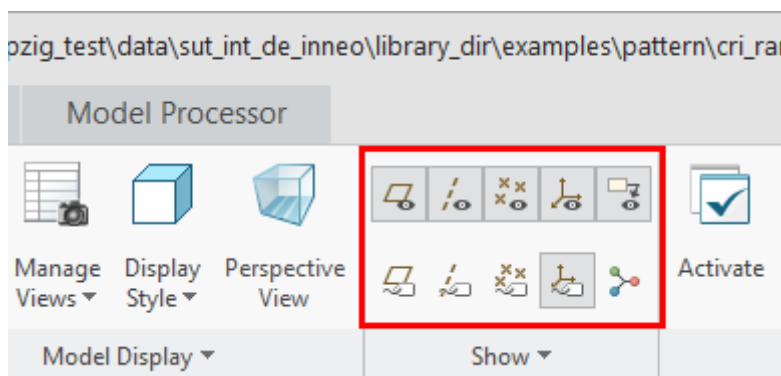 pzig_test\data\sut_int_de_inneo\library_dir\examples\pattern\cri_ra
Model Processor
Manage Views
Display Style
Perspective View
Activate
Model Display
Show